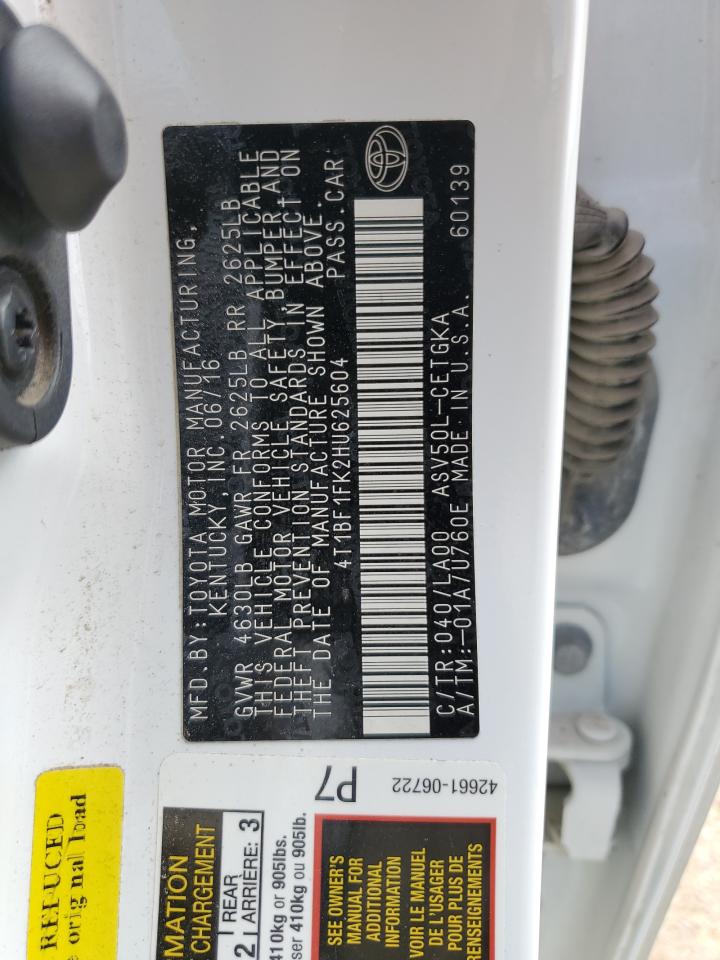 MFD.BY:TOYOTA MOTOR MANUFACTURING,
KENTUCKY, INC. 06/16
GVWR 4630LB GAWR FR 2625LB RR 2625LB
THIS VEHICLE CONFORMS TO ALL APPLICABLE
FEDERAL MOTOR VEHICLE SAFETY,BUMPER,AND
THEFT PREVENTION STANDARDS IN EFFECT ON
THE DATE OF MANUFACTURE SHOWN ABOVE.
4T1BF1FK2HU625604 PASS.CAR
C/TR:040/LA00 ASV50L-CETGKA
A/TM:-01A/U760E MADE IN U.S.A. 60139
REDUCED
original load
MATION
CHARGEMENT
2 REAR
L'ARRIÈRE: 3
410kg or 905lbs.
ser 410kg ou 905lb.
P7
42661-06722
SEE OWNER'S
MANUAL FOR
ADDITIONAL
INFORMATION
VOIR LE MANUEL
DE L'USAGER
POUR PLUS DE
RENSEIGNEMENTS